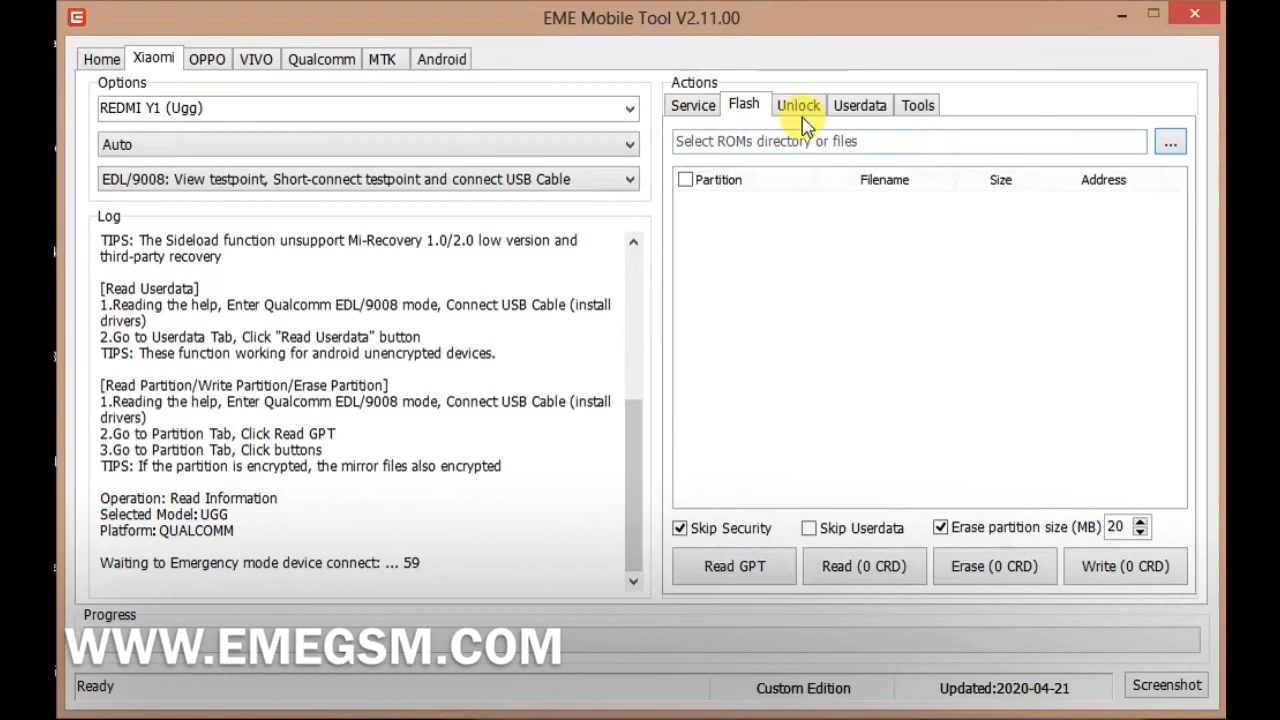 EME Mobile Tool V2.11.00
Home
Xiaomi
OPPO
VIVO
Qualcomm
MTK
Android
Options
REDMI Y1 (Ugg)
Auto
EDL/9008: View testpoint, Short-connect testpoint and connect USB Cable
Log
TIPS: The Sideload function unsupport Mi-Recovery 1.0/2.0 low version and
third-party recovery
[Read Userdata]
1.Reading the help, Enter Qualcomm EDL/9008 mode, Connect USB Cable (install
drivers)
2.Go to Userdata Tab, Click "Read Userdata" button
TIPS: These function working for android unencrypted devices.
[Read Partition/Write Partition/Erase Partition]
1.Reading the help, Enter Qualcomm EDL/9008 mode, Connect USB Cable (install
drivers)
2.Go to Partition Tab, Click Read GPT
3.Go to Partition Tab, Click buttons
TIPS: If the partition is encrypted, the mirror files also encrypted
Operation: Read Information
Selected Model: UGG
Platform: QUALCOMM
Waiting to Emergency mode device connect: ... 59
Actions
Service
Flash
Unlock
Userdata
Tools
Select ROMs directory or files
...
Partition
Filename
Size
Address
Skip Security
Skip Userdata
Erase partition size (MB)
20
Read GPT
Read (0 CRD)
Erase (0 CRD)
Write (0 CRD)
Progress
WWW.EMEGSM.COM
Ready
Custom Edition
Updated:2020-04-21
Screenshot